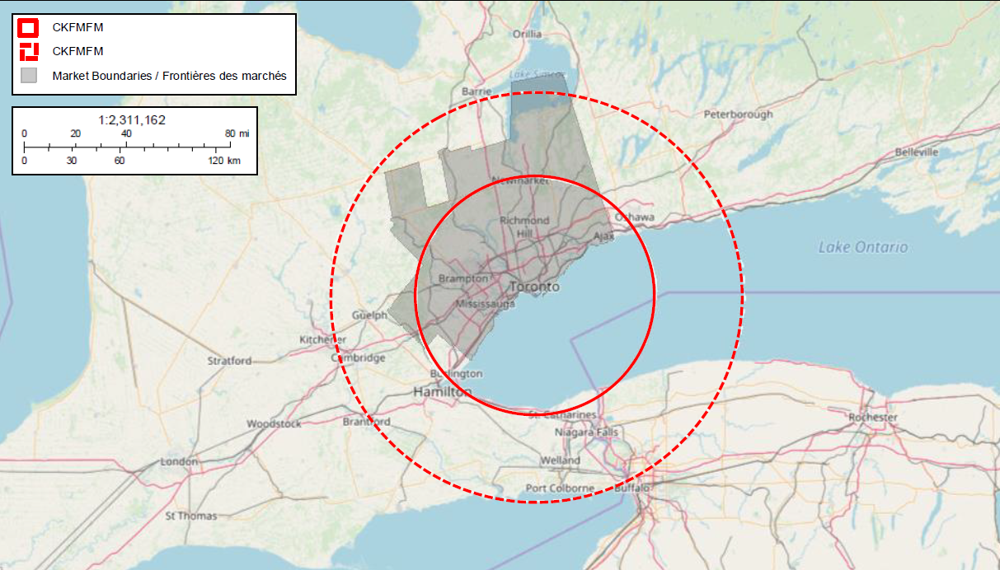 CKFMFM
CKFMFM
Market Boundaries / Frontières des marchés
1:2,311,162
0 20 40 80 mi
0 30 60 120 km
Orillia
Lake Simcoe
Barrie
Peterborough
Belleville
Newmarket
Richmond
Hill
Oshawa
Ajax
Lake Ontario
Brampton
Toronto
Mississauga
Guelph
Kitchener
Cambridge
Stratford
Burlington
Hamilton
Woodstock
Brantford
St. Catharines
Niagara Falls
Rochester
London
Welland
Port Colborne
Buffalo
St Thomas